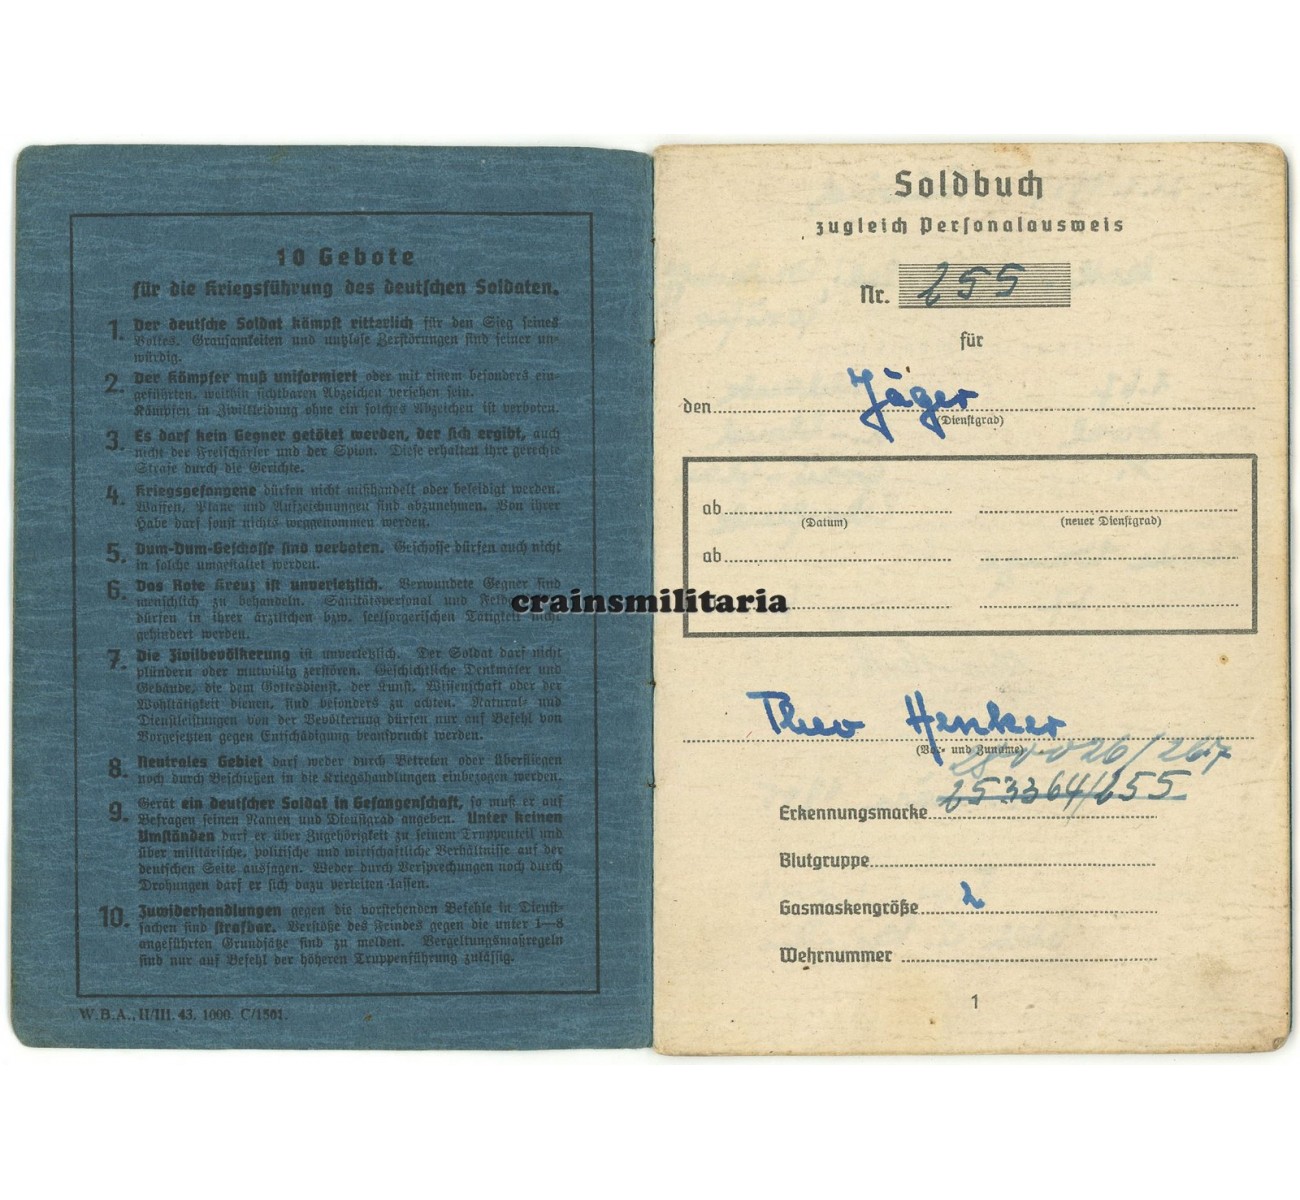 10 Gebote
für die Kriegsführung des deutschen Soldaten.
1. Der deutsche Soldat kämpft ritterlich für den Sieg seines
Volkes. Grausamkeiten und nutzlose Zerstörungen sind seiner un-
würdig.
2. Der Kämpfer muß uniformiert oder mit einem besonders ein-
geführten, weithin sichtbaren Abzeichen versehen sein.
Kämpfen in Zivilkleidung ohne ein solches Abzeichen ist verboten.
3. Es darf kein Gegner getötet werden, der sich ergibt, auch
nicht der Freischärler und der Spion. Diese erhalten ihre gerechte
Strafe durch die Gerichte.
4. Kriegsgefangene dürfen nicht mißhandelt oder beleidigt werden.
Waffen, Pläne und Aufzeichnungen sind abzunehmen. Von ihrer
Habe darf sonst nichts weggenommen werden.
5. Dum-Dum-Geschosse sind verboten. Geschosse dürfen auch nicht
in solche umgestaltet werden.
6. Das Rote Kreuz ist unverletzlich. Verwundete Gegner sind
menschlich zu behandeln. Sanitätspersonal und
dürfen in ihrer ärztlichen bzw. seelsorgerischen Tätigkeit nicht
gehindert werden.
7. Die Zivilbevölkerung ist unverletzlich. Der Soldat darf nicht
plündern oder mutwillig zerstören. Geschichtliche Denkmäler und
Gebäude, die dem Gottesdienst, der Kunst, Wissenschaft oder der
Wohltätigkeit dienen, sind besonders zu achten. Natural- und
Dienstleistungen von der Bevölkerung dürfen nur auf Befehl von
Vorgesetzten gegen Entschädigung beansprucht werden.
8. Neutrales Gebiet darf weder durch Betreten oder Überfliegen
noch durch Beschießen in die Kriegshandlungen einbezogen werden.
9. Gerät ein deutscher Soldat in Gefangenschaft, so muß er auf
Befragen seinen Namen und Dienstgrad angeben. Unter keinen
Umständen darf er über Zugehörigkeit zu seinem Truppenteil und
über militärische, politische und wirtschaftliche Verhältnisse auf der
deutschen Seite aussagen. Weder durch Versprechungen noch durch
Drohungen darf er sich dazu verleiten lassen.
10. Zuwiderhandlungen gegen die vorstehenden Befehle in Dienst-
sachen sind strafbar. Verstöße des Feindes gegen die unter 1—8
angeführten Grundsätze sind zu melden. Vergeltungsmaßregeln
sind nur auf Befehl der höheren Truppenführung zulässig.
W.B.A., II/III. 43. 1000. C/1501.
crainsmilitaria
Soldbuch
zugleich Personalausweis
Nr. 255
für
den Jäger
(Dienstgrad)
ab
(Datum) (neuer Dienstgrad)
ab
Theo Henker
(Vor- und Zuname)
026/267
Erkennungsmarke 253364/255
Blutgruppe
Gasmaskengröße 2
Wehrnummer
1